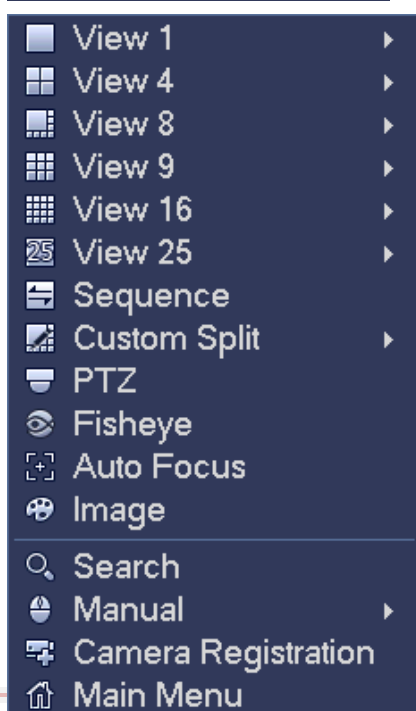 View 1
View 4
View 8
View 9
View 16
25 View 25
Sequence
Custom Split
PTZ
Fisheye
Auto Focus
Image
Search
Manual
Camera Registration
Main Menu